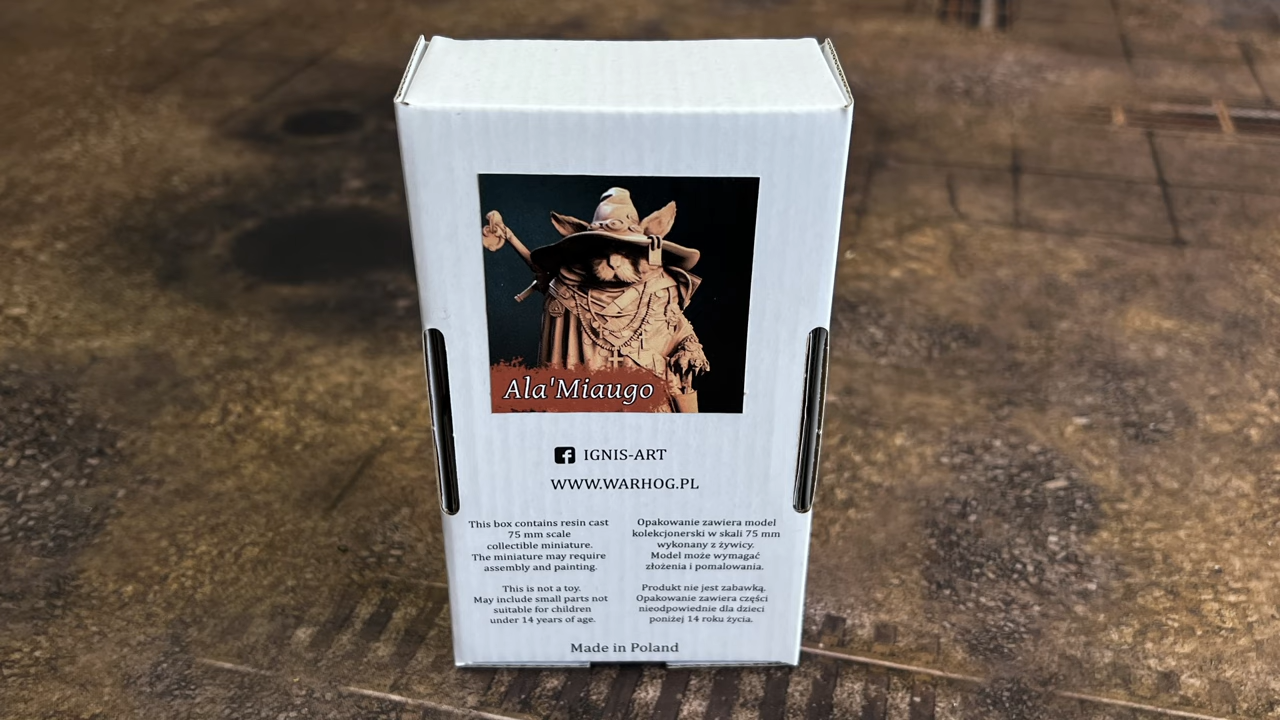 Ala'Miaugo
IGNIS-ART
WWW.WARHOG.PL
This box contains resin cast
75 mm scale
collectible miniature.
The miniature may require
assembly and painting.
This is not a toy.
May include small parts not
suitable for children
under 14 years of age.
Opakowanie zawiera model
kolekcjonerski w skali 75 mm
wykonany z żywicy.
Model może wymagać
złożenia i pomalowania.
Produkt nie jest zabawką.
Opakowanie zawiera części
nieodpowiednie dla dzieci
poniżej 14 roku życia.
Made in Poland